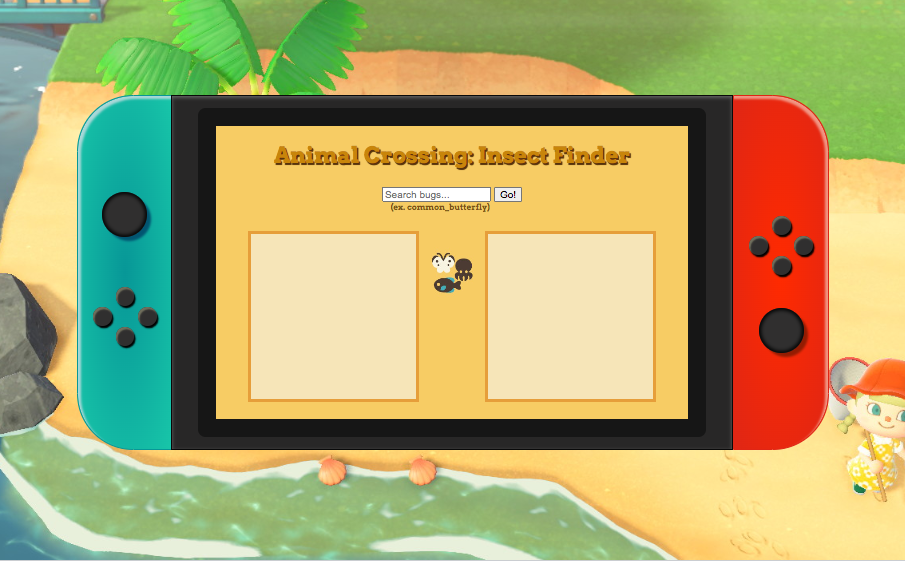 Animal Crossing: Insect Finder
Search bugs... Go!
(ex. common_butterfly)